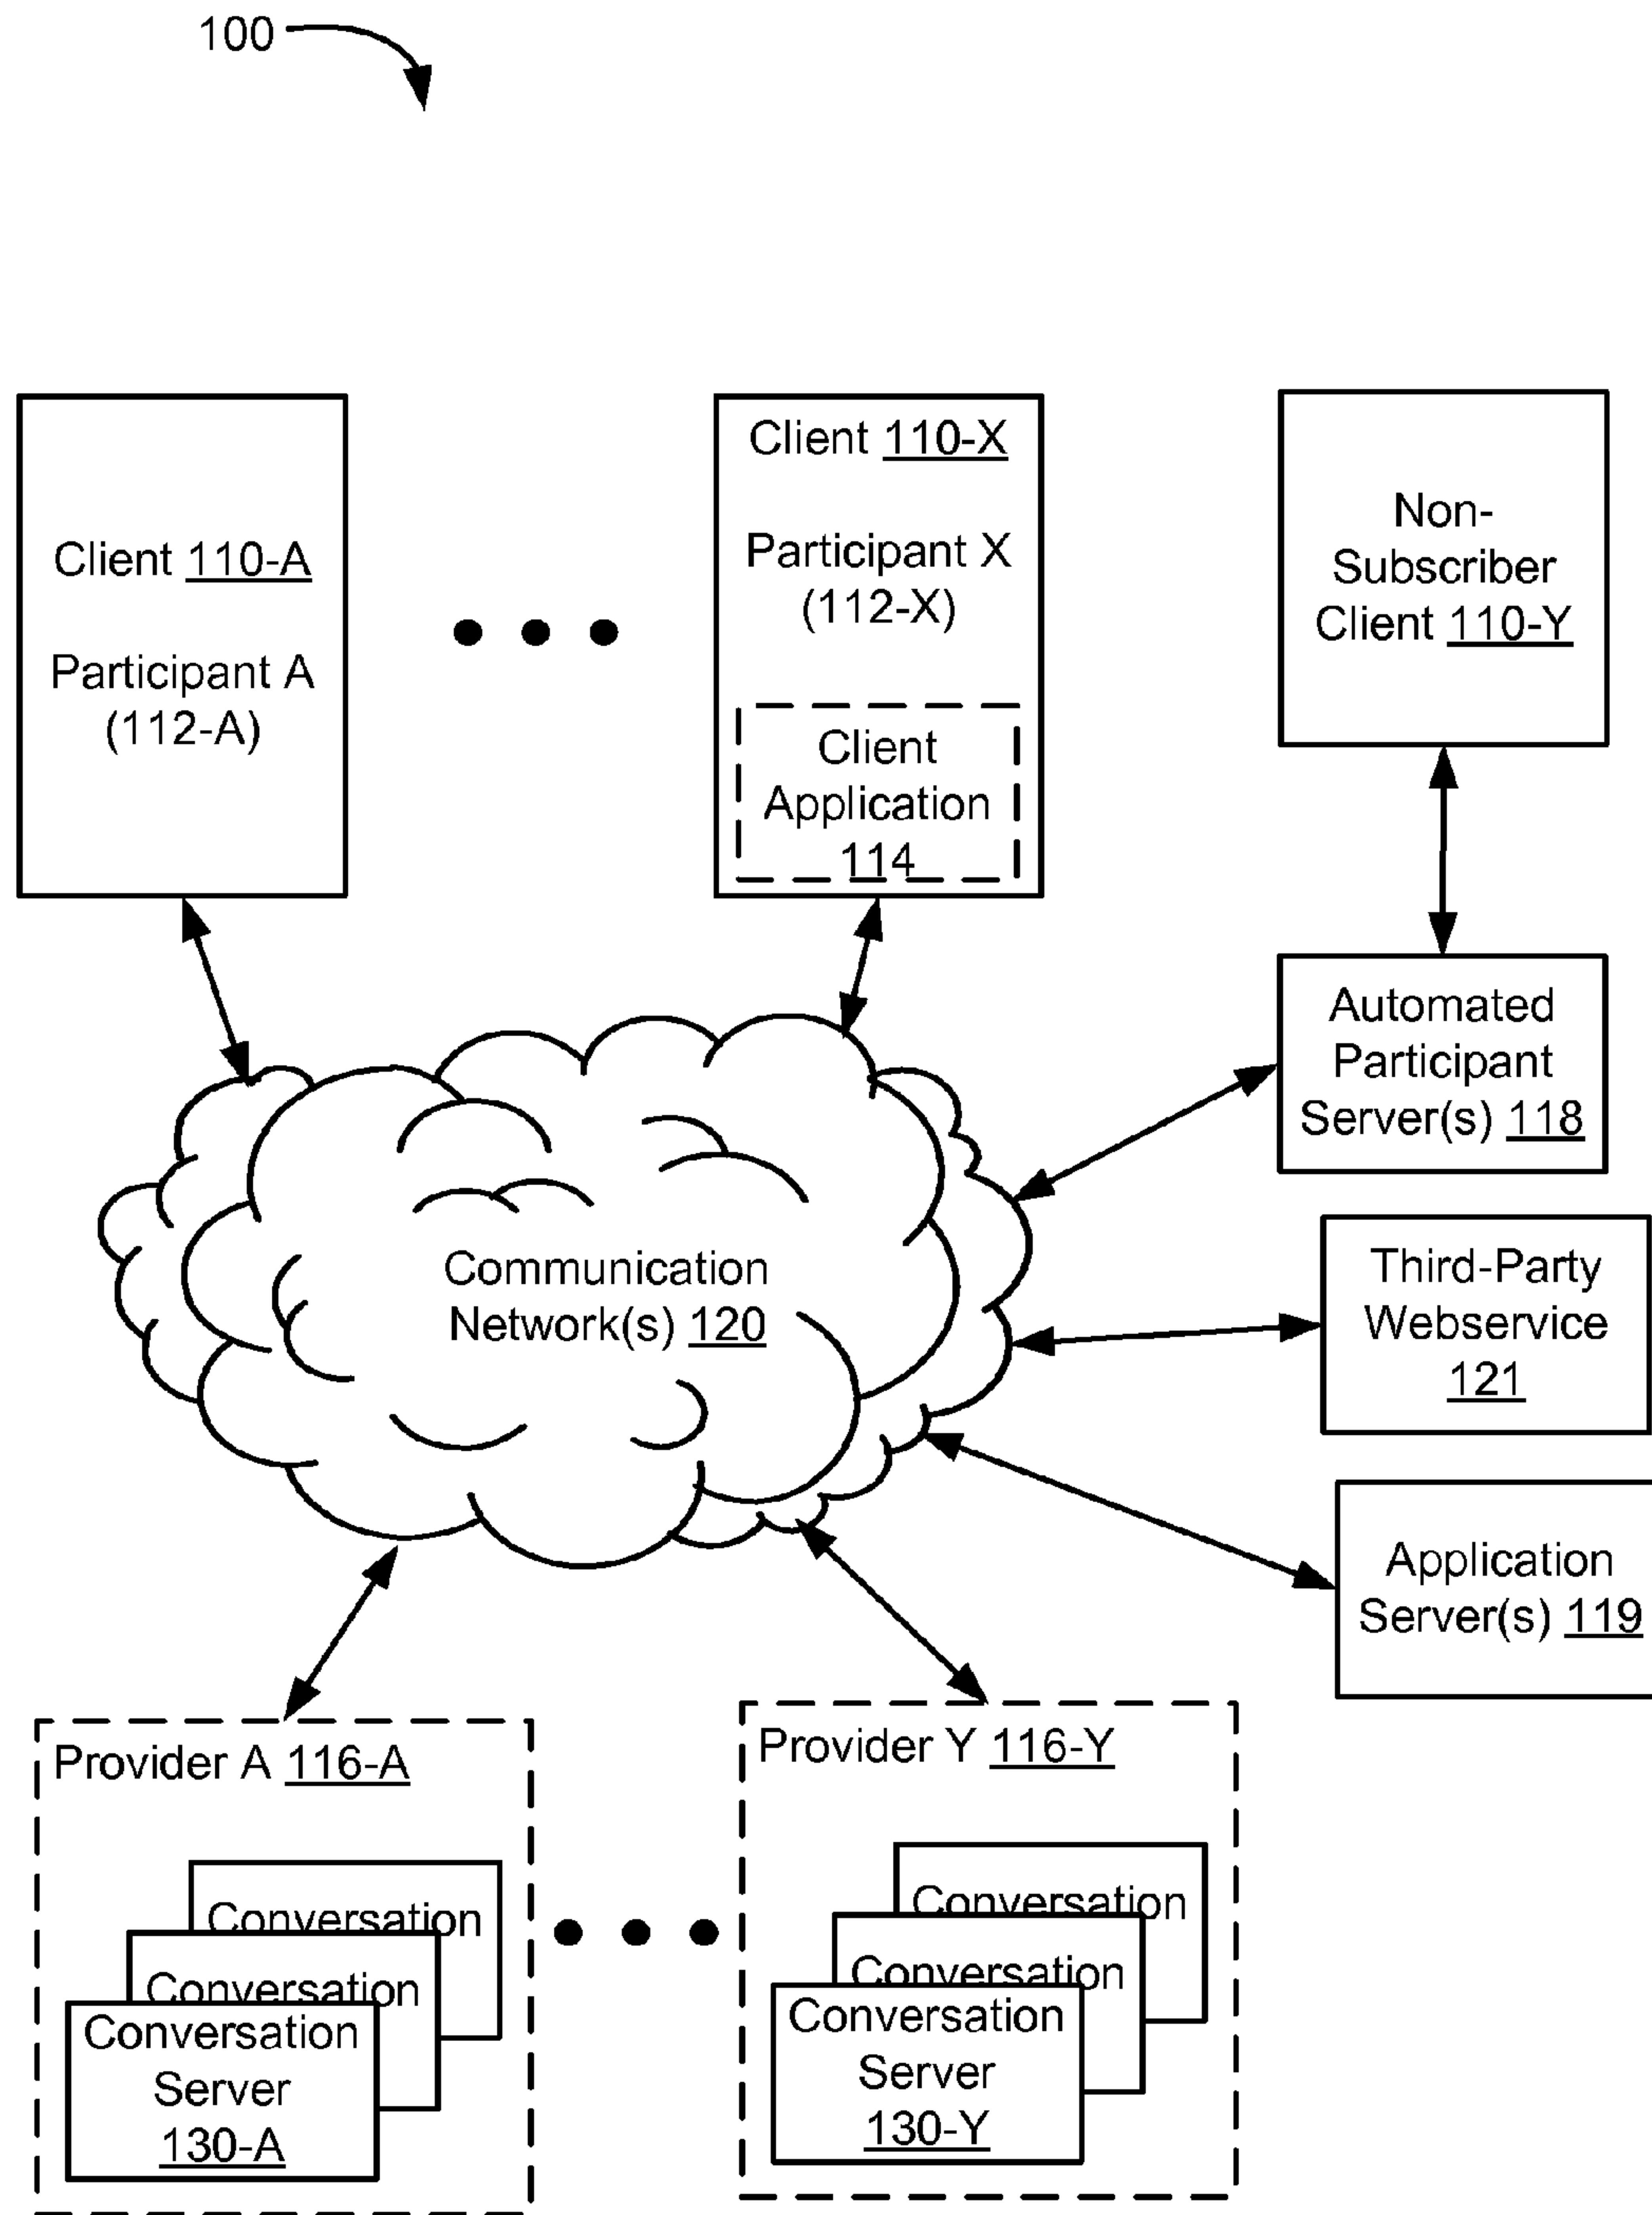 100
Client 110-A
Participant A
(112-A)
Client 110-X
Participant X
(112-X)
Client
Application
114
Non-
Subscriber
Client 110-Y
Automated
Participant
Server(s) 118
Third-Party
Webservice
121
Application
Server(s) 119
Communication
Network(s) 120
Provider A 116-A
Conversation
Conversation
Conversation
Server
130-A
Provider Y 116-Y
Conversation
Conversation
Conversation
Server
130-Y